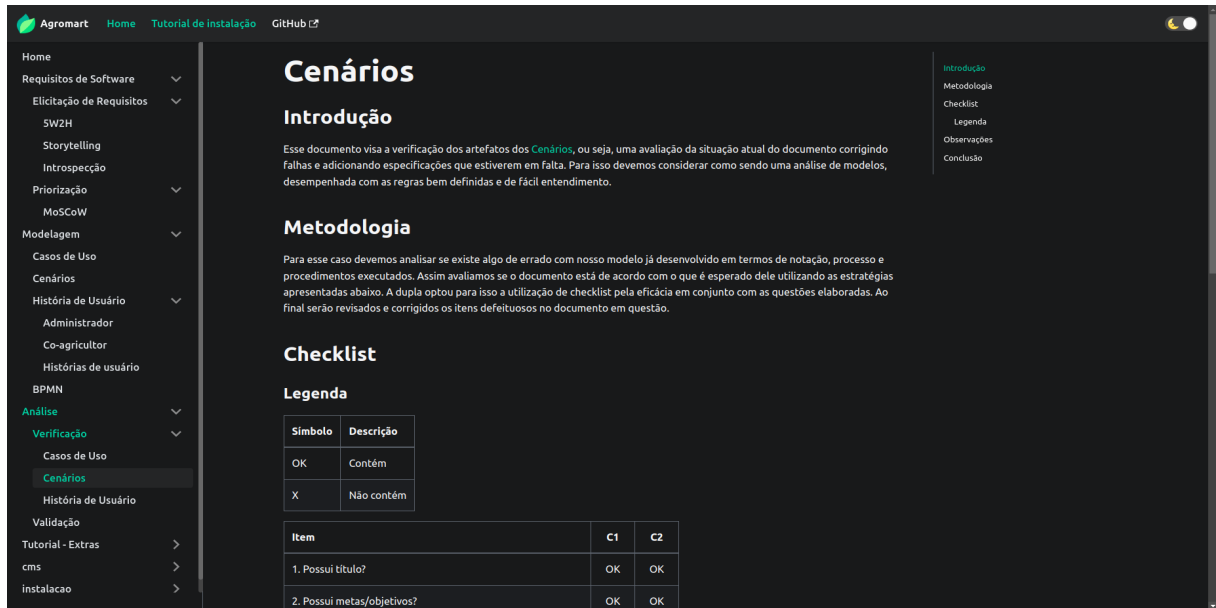 Agromart Home Tutorial de instalação GitHub
Home
Requisitos de Software
Elicitação de Requisitos
5W2H
Storytelling
Introspecção
Priorização
MoSCoW
Modelagem
Casos de Uso
Cenários
História de Usuário
Administrador
Co-agricultor
Histórias de usuário
BPMN
Análise
Verificação
Casos de Uso
Cenários
História de Usuário
Validação
Tutorial - Extras
cms
instalacao
Cenários
Introdução
Esse documento visa a verificação dos artefatos dos Cenários, ou seja, uma avaliação da situação atual do documento corrigindo
falhas e adicionando especificações que estiverem em falta. Para isso devemos considerar como sendo uma análise de modelos,
desempenhada com as regras bem definidas e de fácil entendimento.
Metodologia
Para esse caso devemos analisar se existe algo de errado com nosso modelo já desenvolvido em termos de notação, processo e
procedimentos executados. Assim avaliamos se o documento está de acordo com o que é esperado dele utilizando as estratégias
apresentadas abaixo. A dupla optou para isso a utilização de checklist pela eficácia em conjunto com as questões elaboradas. Ao
final serão revisados e corrigidos os itens defeituosos no documento em questão.
Checklist
Legenda
Símbolo Descrição
OK Contém
X Não contém
Item C1 C2
1. Possui título? OK OK
2. Possui metas/objetivos? OK OK
Introdução
Metodologia
Checklist
Legenda
Observações
Conclusão